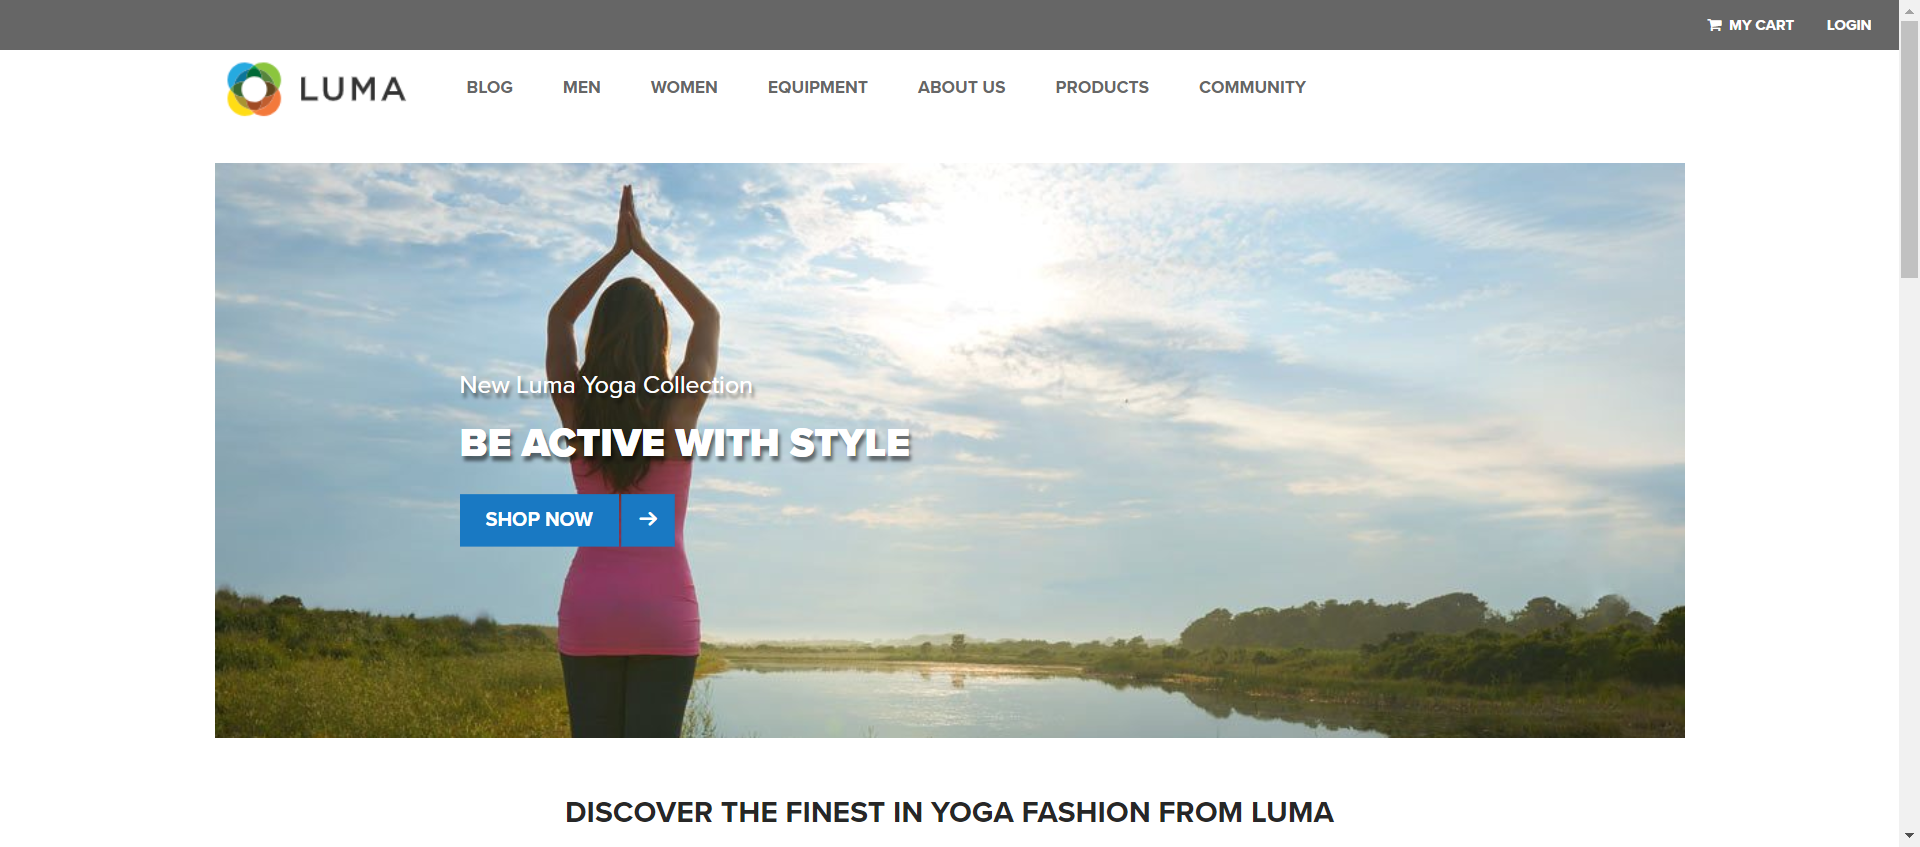 MY CART LOGIN
LUMA BLOG MEN WOMEN EQUIPMENT ABOUT US PRODUCTS COMMUNITY
New Luma Yoga Collection
BE ACTIVE WITH STYLE
SHOP NOW
DISCOVER THE FINEST IN YOGA FASHION FROM LUMA